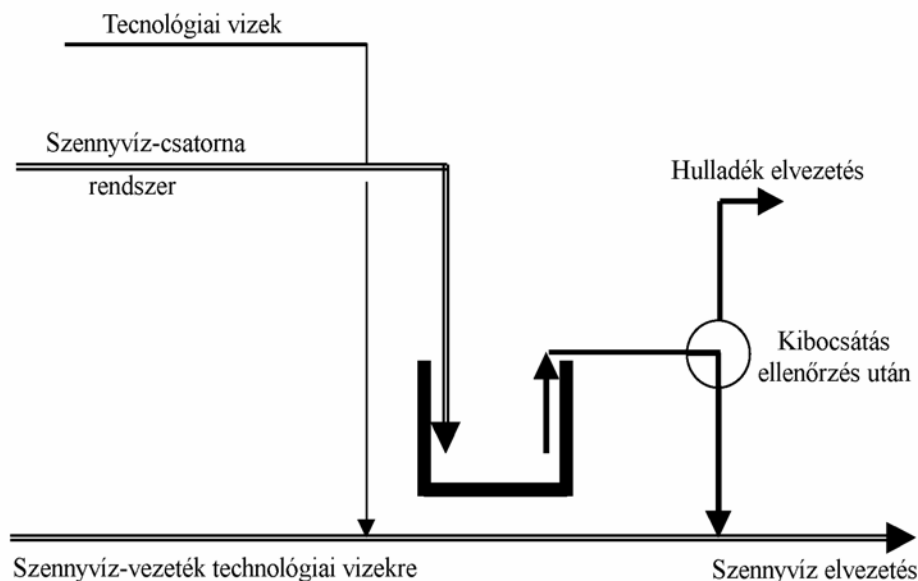 Tecnológiai vizek
Szennyvíz-csatorna
rendszer
Hulladék elvezetés
Kibocsátás
ellenőrzés után
Szennyvíz-vezeték technológiai vizekre
Szennyvíz elvezetés